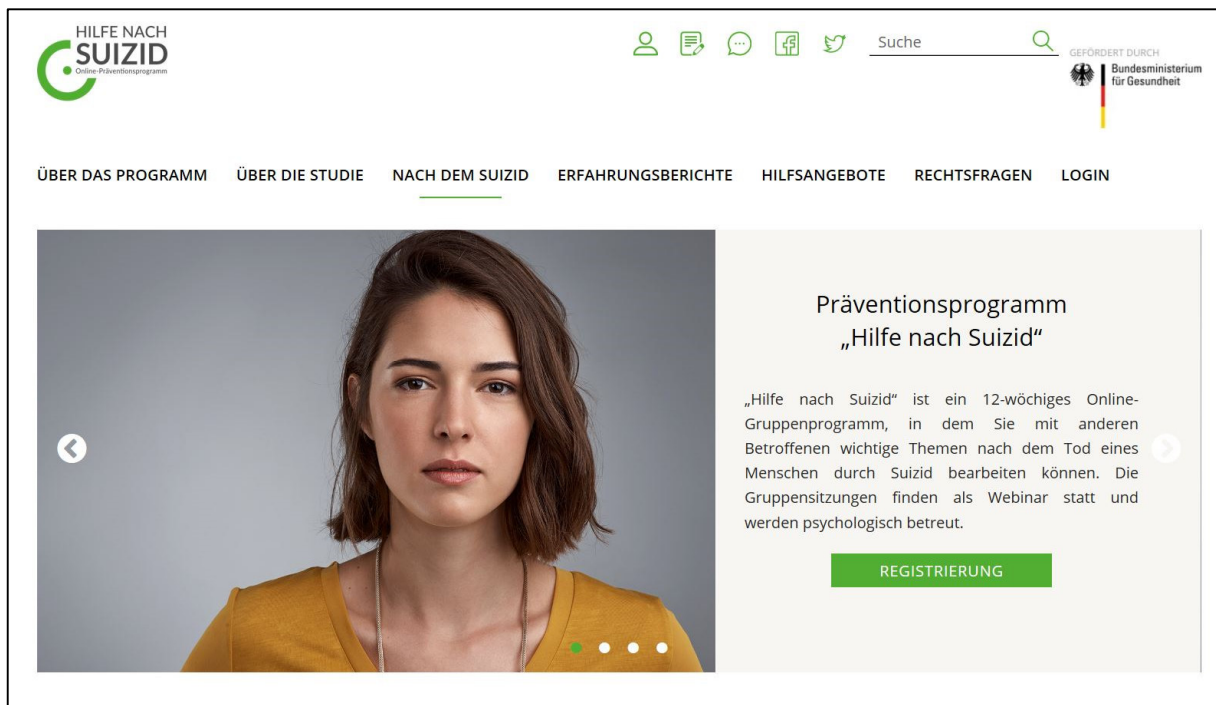 HILFE NACH
SUIZID
Online-Präventionsprogramm
Suche
GEFÖRDERT DURCH
Bundesministerium
für Gesundheit
ÜBER DAS PROGRAMM ÜBER DIE STUDIE NACH DEM SUIZID ERFAHRUNGSBERICHTE HILFSANGEBOTE RECHTSFRAGEN LOGIN
Präventionsprogramm
„Hilfe nach Suizid“
„Hilfe nach Suizid“ ist ein 12-wöchiges Online-
Gruppenprogramm, in dem Sie mit anderen
Betroffenen wichtige Themen nach dem Tod eines
Menschen durch Suizid bearbeiten können. Die
Gruppensitzungen finden als Webinar statt und
werden psychologisch betreut.
REGISTRIERUNG